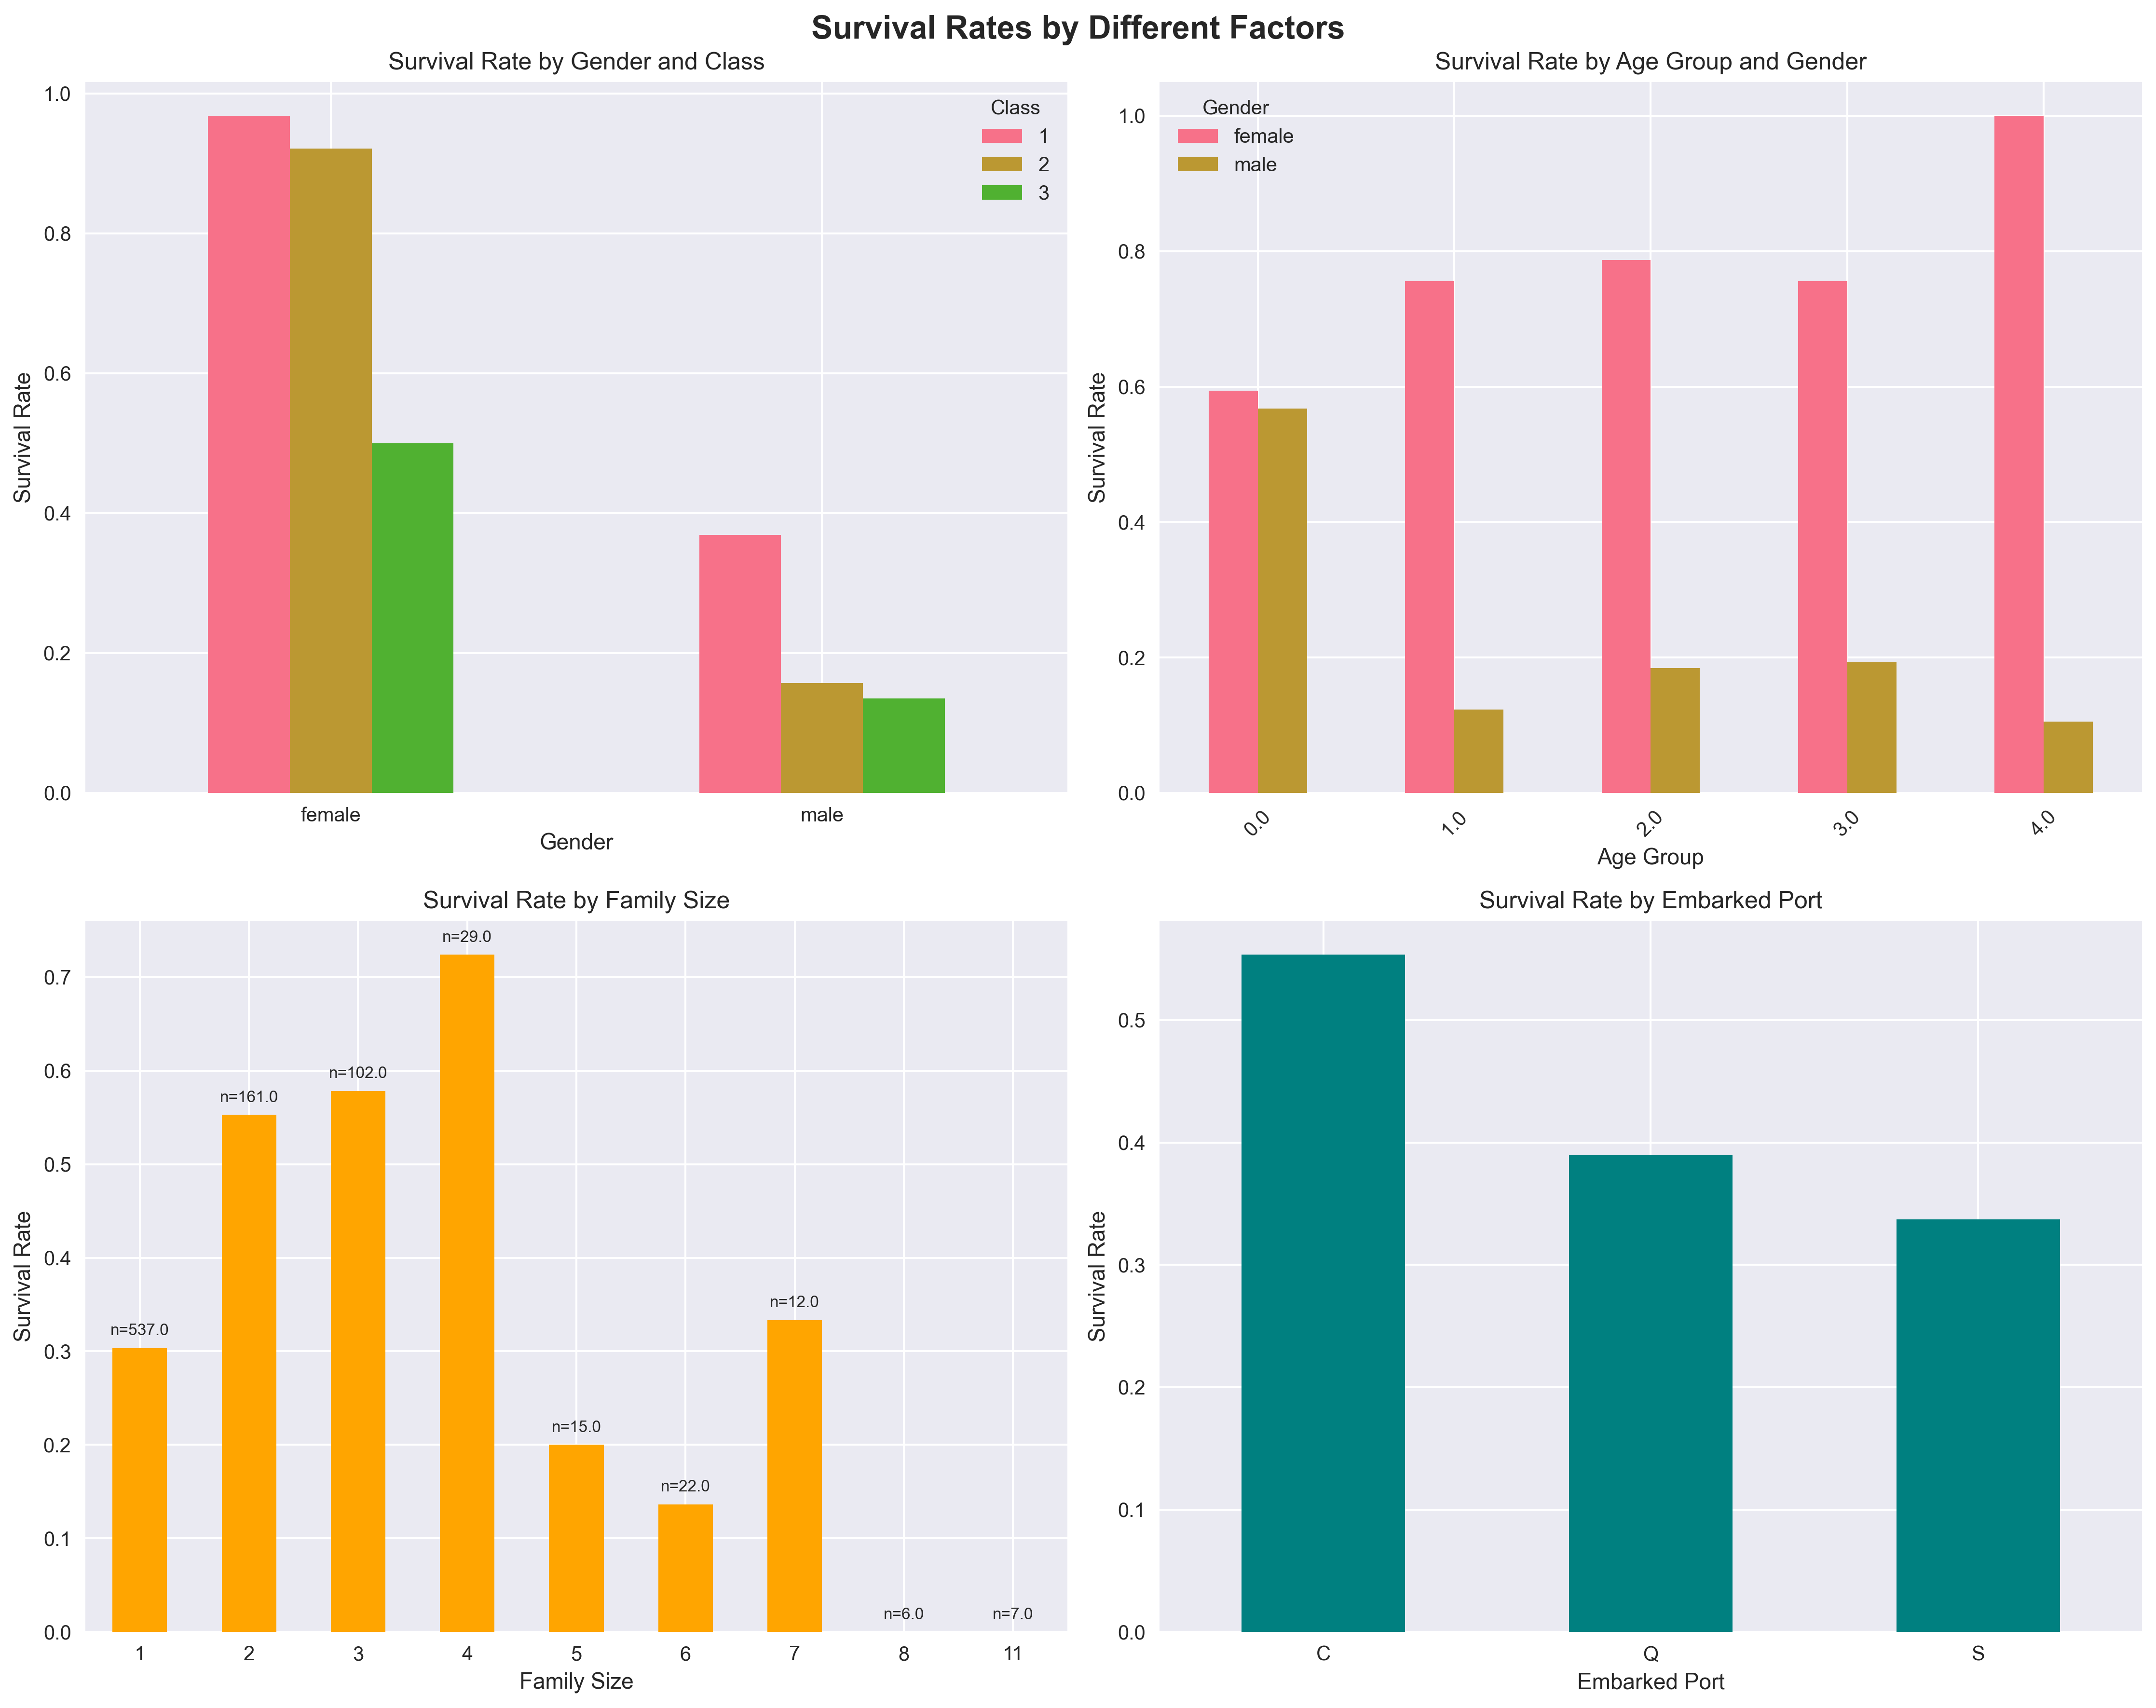 Survival Rates by Different Factors
Survival Rate by Gender and Class
1.0
0.8
0.6
0.4
0.2
0.0
Survival Rate
Class
1
2
3
female
male
Gender
Survival Rate by Age Group and Gender
1.0
0.8
0.6
0.4
0.2
0.0
Survival Rate
Gender
female
male
0.0
1.0
2.0
3.0
4.0
Age Group
Survival Rate by Family Size
0.7
0.6
0.5
0.4
0.3
0.2
0.1
0.0
Survival Rate
n=537.0
n=161.0
n=102.0
n=29.0
n=15.0
n=22.0
n=12.0
n=6.0
n=7.0
1
2
3
4
5
6
7
8
11
Family Size
Survival Rate by Embarked Port
0.5
0.4
0.3
0.2
0.1
0.0
Survival Rate
C
Q
S
Embarked Port